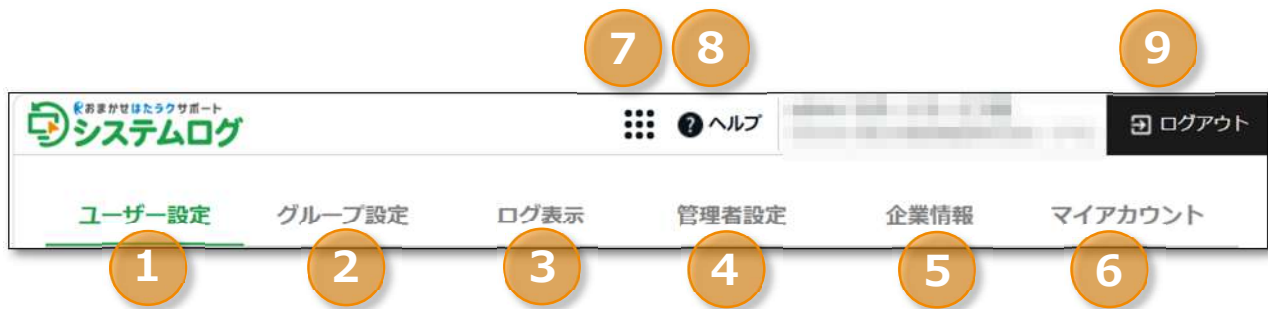 7 8 9
おまかせはたラクサポート
システムログ
ヘルプ
ログアウト
ユーザー設定 グループ設定 ログ表示 管理者設定 企業情報 マイアカウント
1 2 3 4 5 6